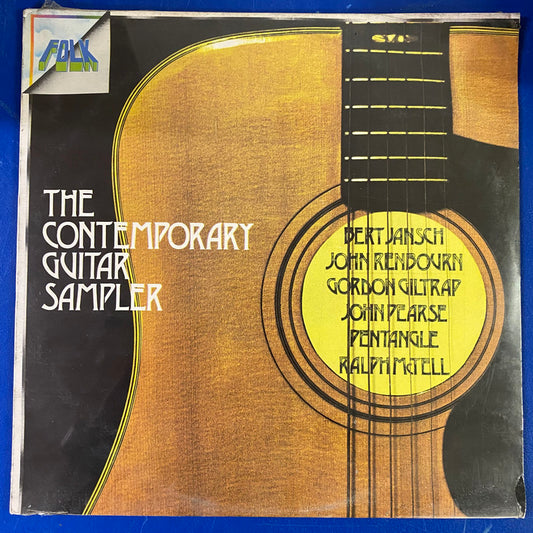 FOLK
THE
CONTEMPORARY
GUITAR
SAMPLER
BERT JANSCH
JOHN RENBOURN
GORDON GILTRAP
JOHN PEARSE
PENTANGLE
RALPH McTELL